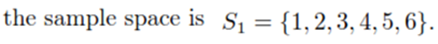 the sample space is S₁ = {1, 2, 3, 4, 5, 6}.